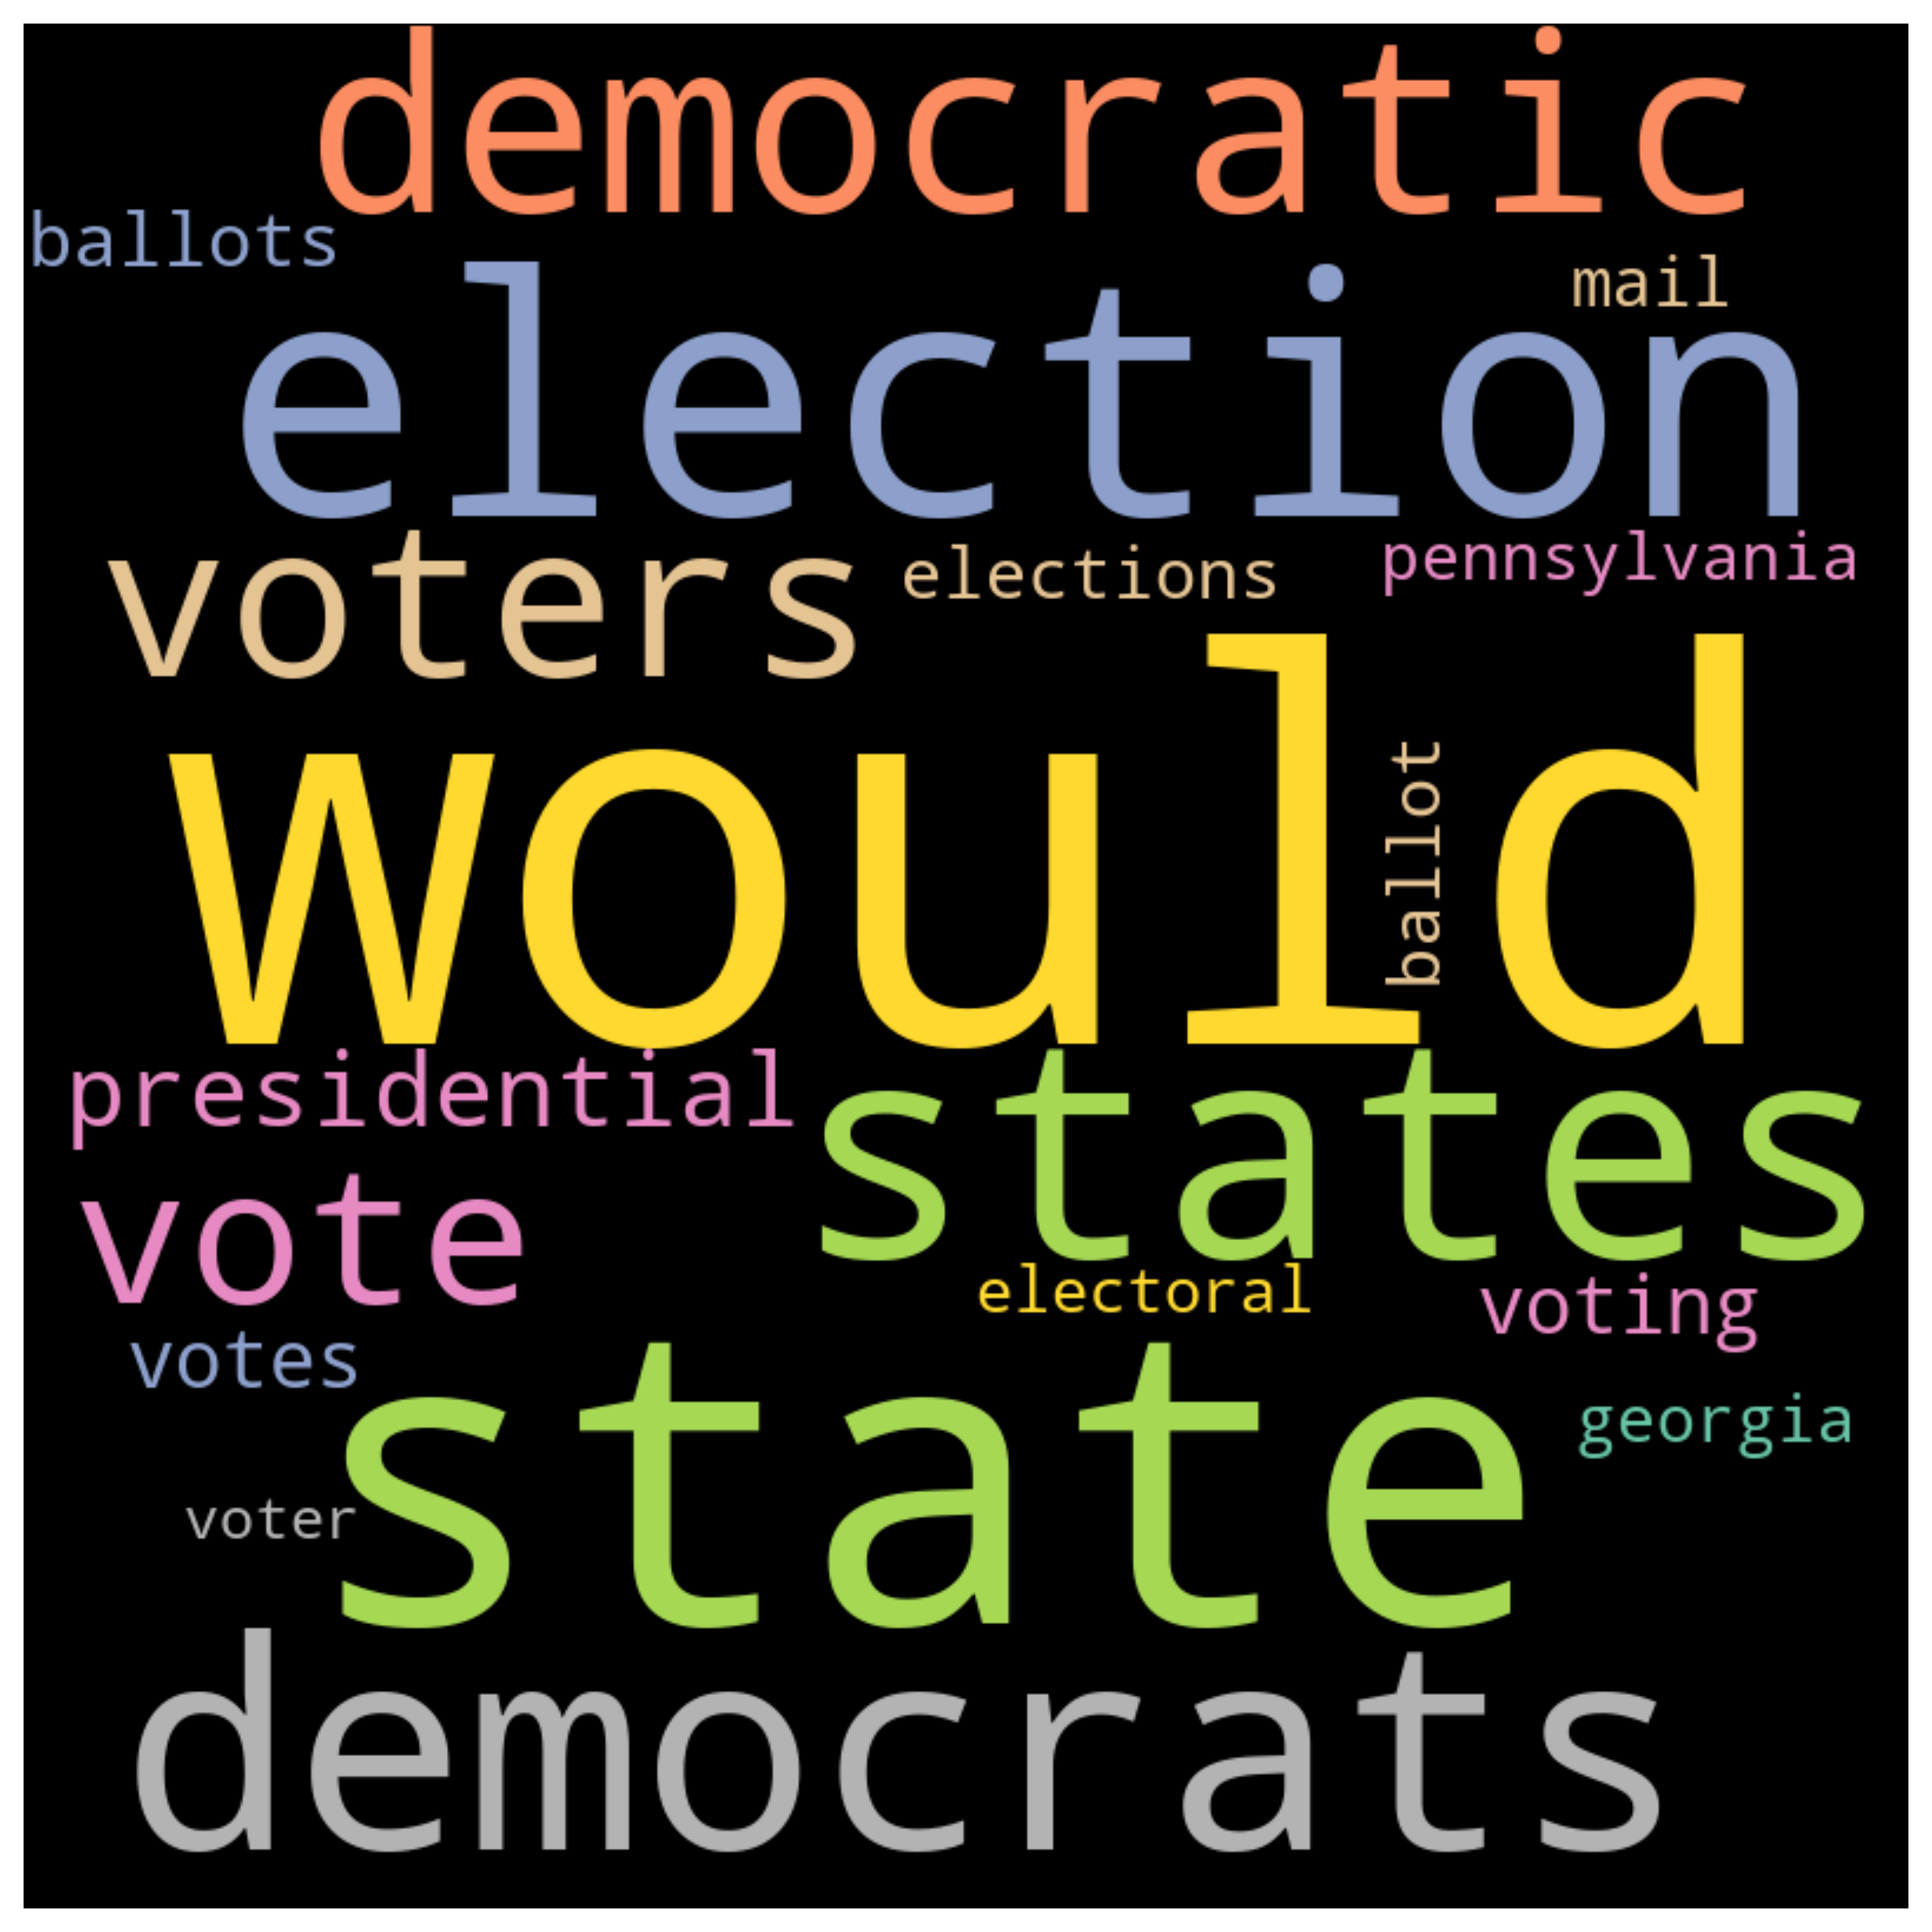 democratic
ballots
mail
election
voters
elections
pennsylvania
would
ballot
presidential
states
vote
electoral
voting
votes
state
georgia
voter
democrats